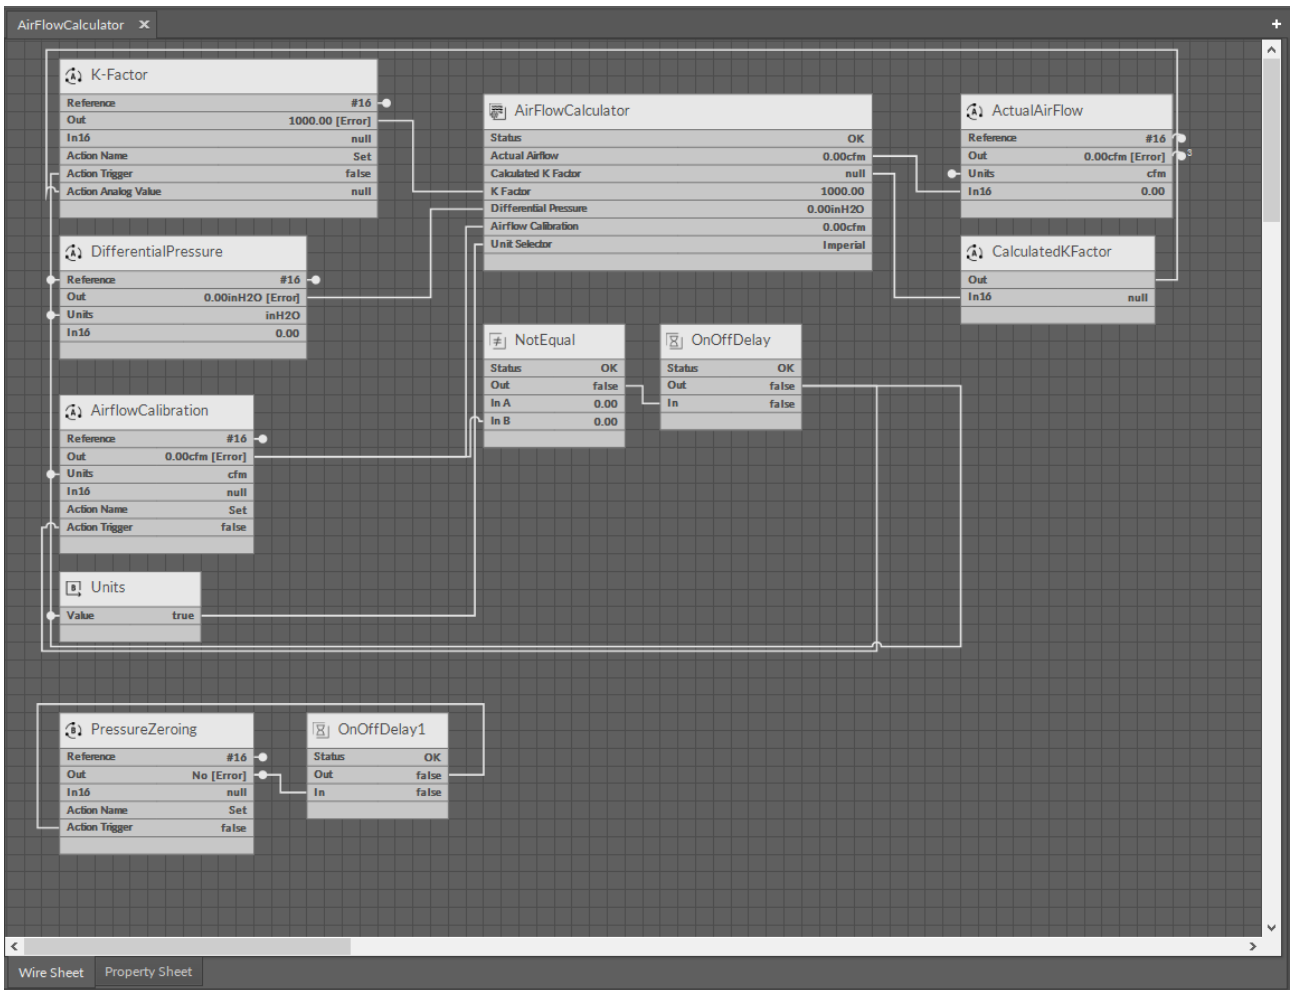 AirFlowCalculator ✕
+
K-Factor
Reference #16
Out 1000.00 [Error]
In16 null
Action Name Set
Action Trigger false
Action Analog Value null
AirFlowCalculator
Status OK
Actual Airflow 0.00cfm
Calculated K Factor null
K Factor 1000.00
Differential Pressure 0.00inH2O
Airflow Calibration 0.00cfm
Unit Selector Imperial
ActualAirFlow
Reference #16
Out 0.00cfm [Error] 3
Units cfm
In16 0.00
DifferentialPressure
Reference #16
Out 0.00inH2O [Error]
Units inH2O
In16 0.00
CalculatedKFactor
Out
In16 null
NotEqual
Status OK
Out false
In A 0.00
In B 0.00
OnOffDelay
Status OK
Out false
In false
AirflowCalibration
Reference #16
Out 0.00cfm [Error]
Units cfm
In16 null
Action Name Set
Action Trigger false
Units
Value true
PressureZeroing
Reference #16
Out No [Error]
In16 null
Action Name Set
Action Trigger false
OnOffDelay1
Status OK
Out false
In false
Wire Sheet
Property Sheet